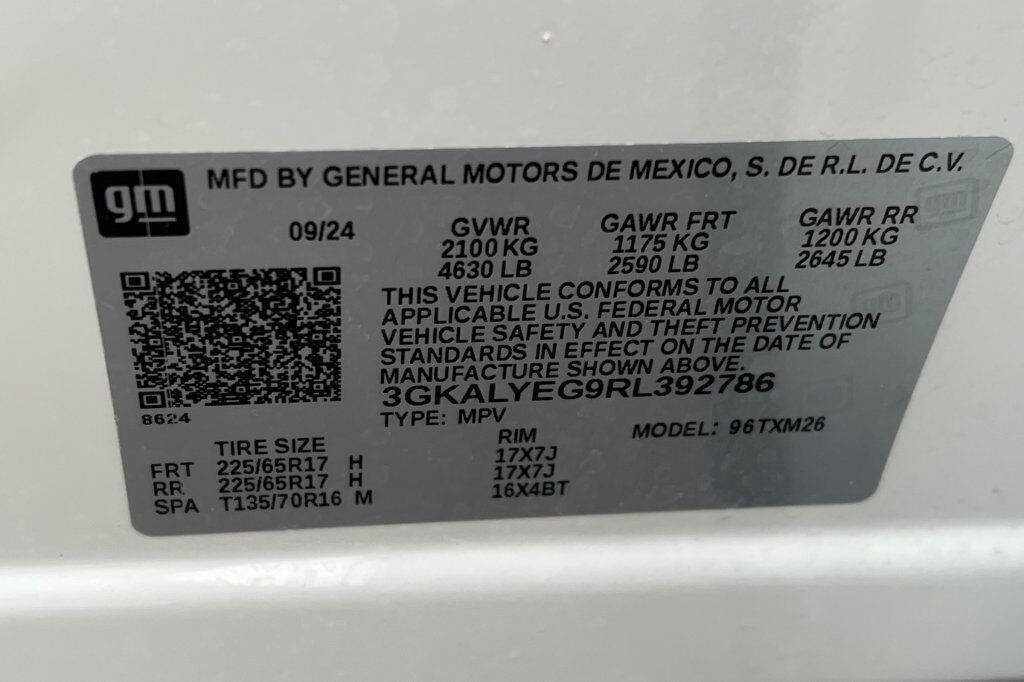 gm MFD BY GENERAL MOTORS DE MEXICO, S. DE R.L. DE C.V.
09/24 GVWR GAWR FRT GAWR RR
2100 KG 1175 KG 1200 KG
4630 LB 2590 LB 2645 LB
THIS VEHICLE CONFORMS TO ALL
APPLICABLE U.S. FEDERAL MOTOR
VEHICLE SAFETY AND THEFT PREVENTION
STANDARDS IN EFFECT ON THE DATE OF
MANUFACTURE SHOWN ABOVE.
3GKALYEG9RL392786
8624 TYPE: MPV MODEL: 96TXM26
TIRE SIZE RIM
FRT 225/65R17 H 17X7J
RR 225/65R17 H 17X7J
SPA T135/70R16 M 16X4BT
gm
gm